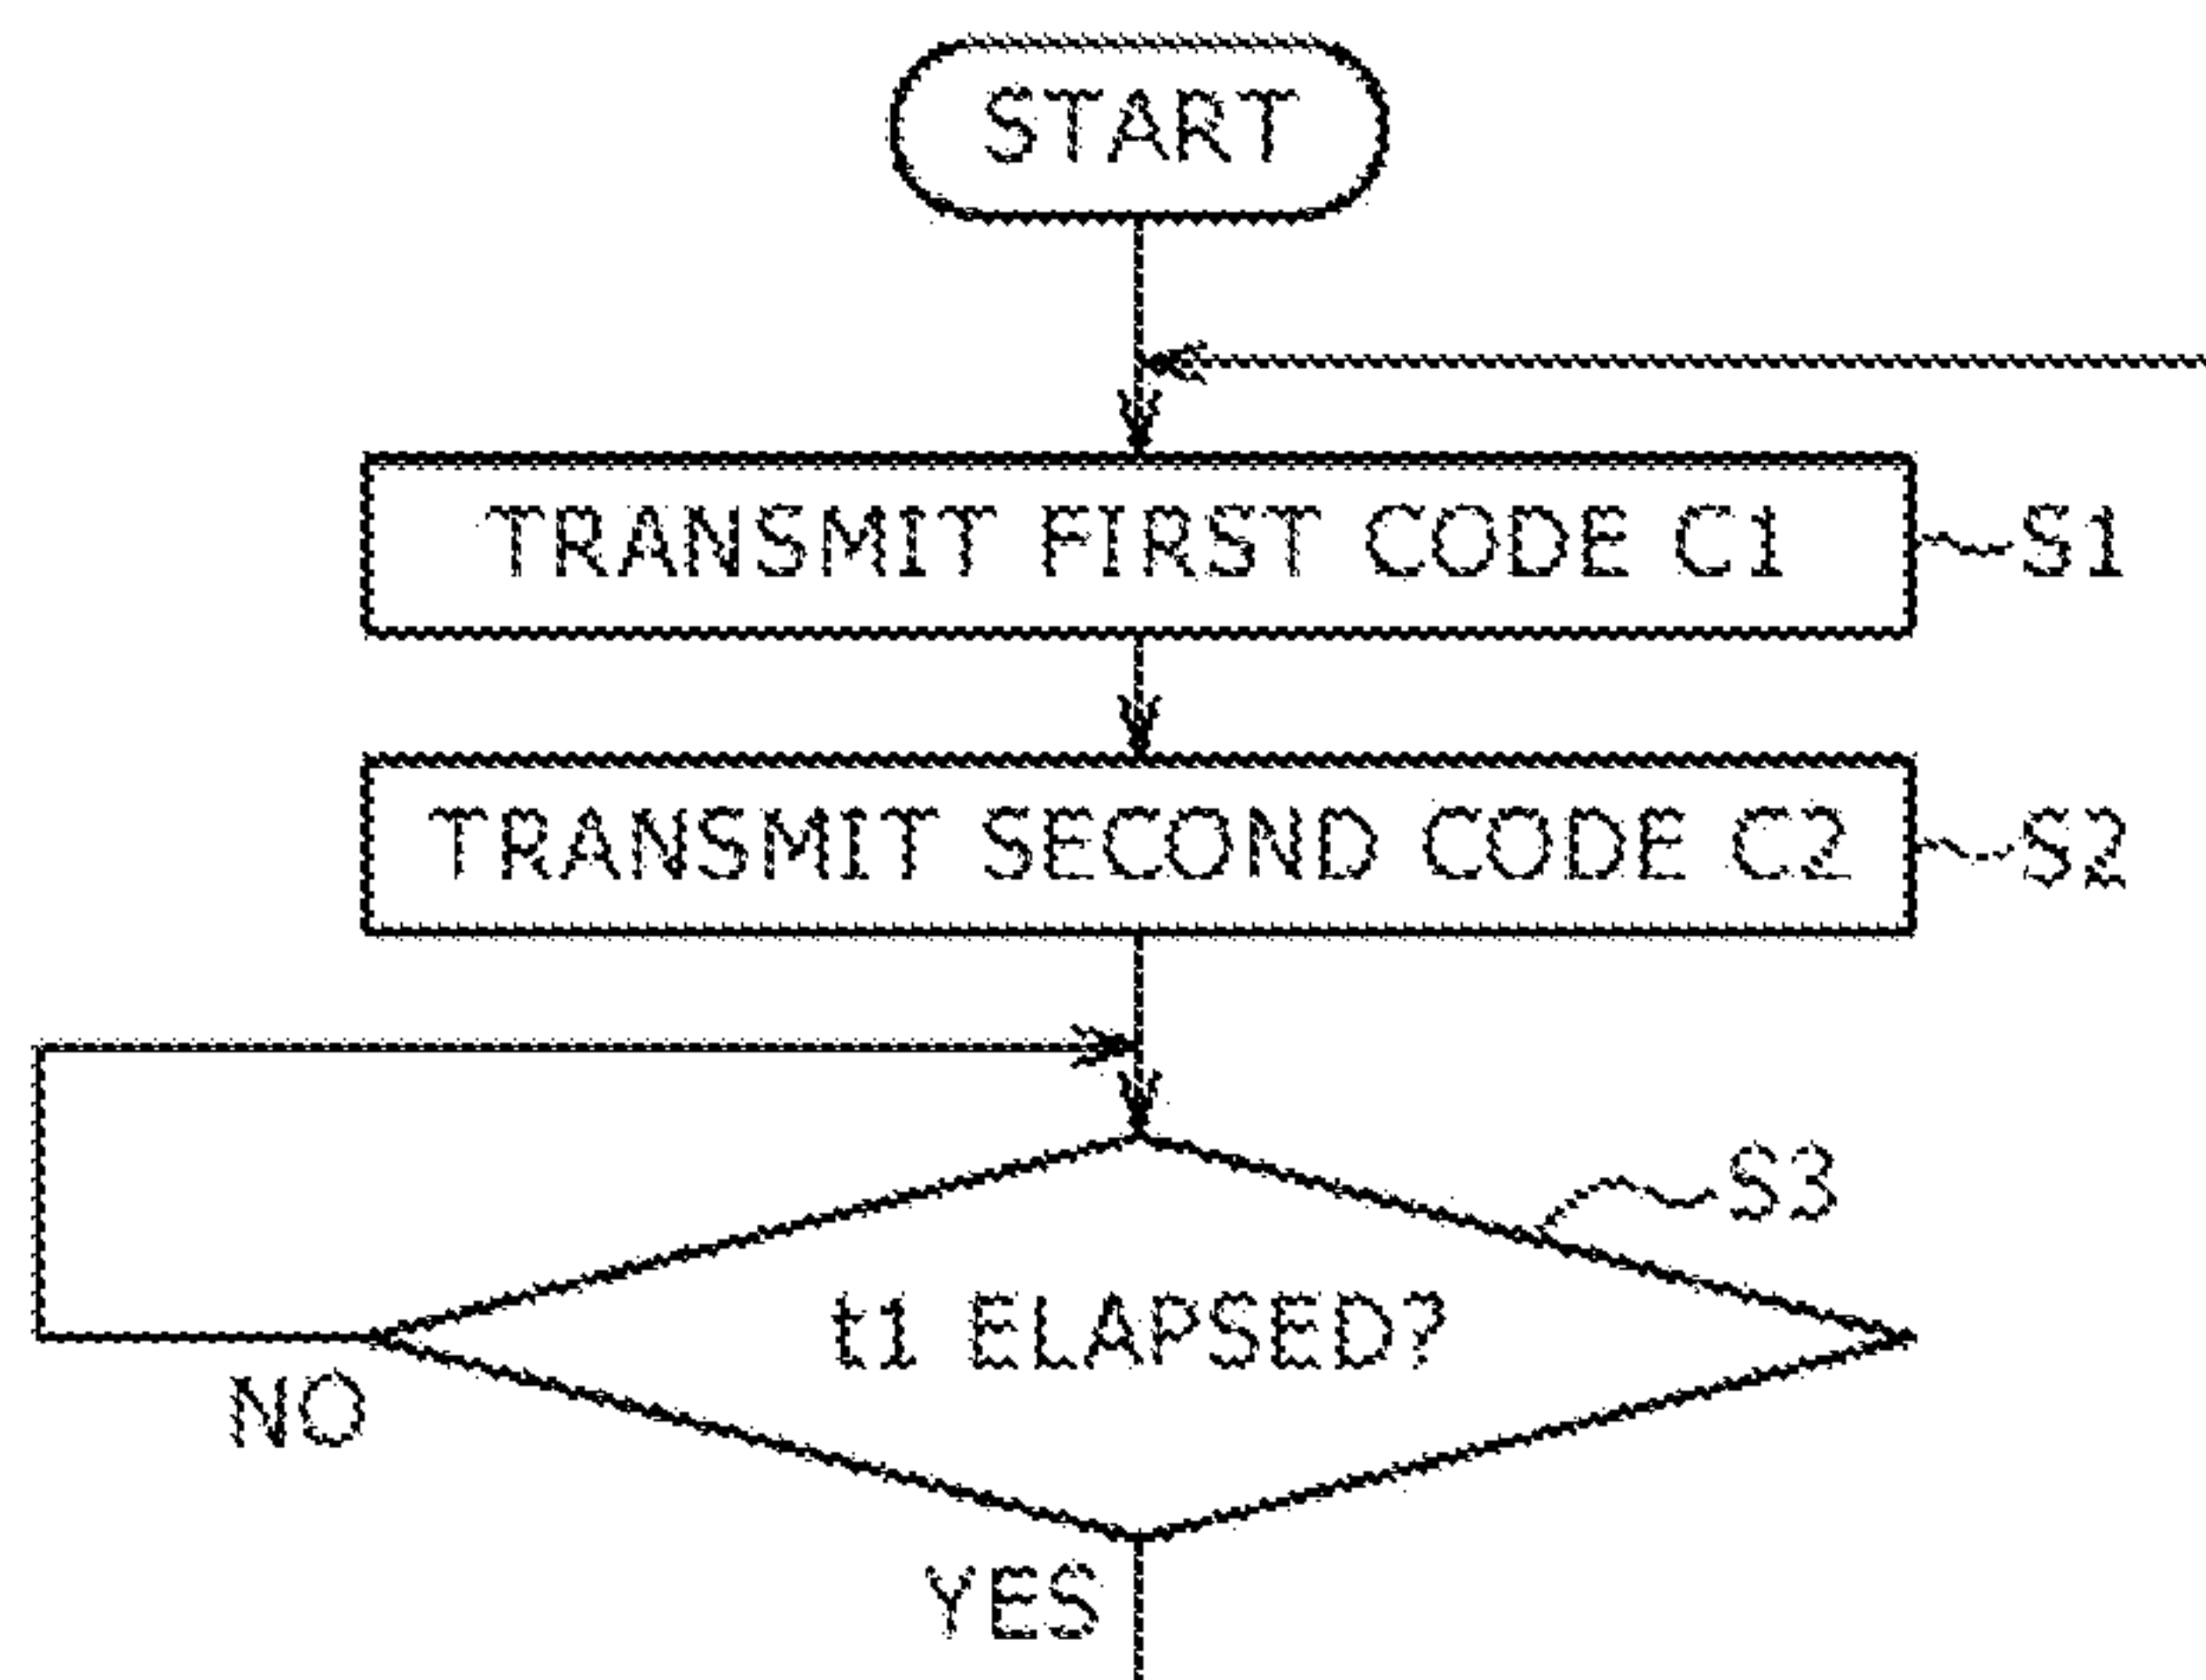 START
TRANSMIT FIRST CODE C1
S1
TRANSMIT SECOND CODE C2
S2
S3
t1 ELAPSED?
NO
YES